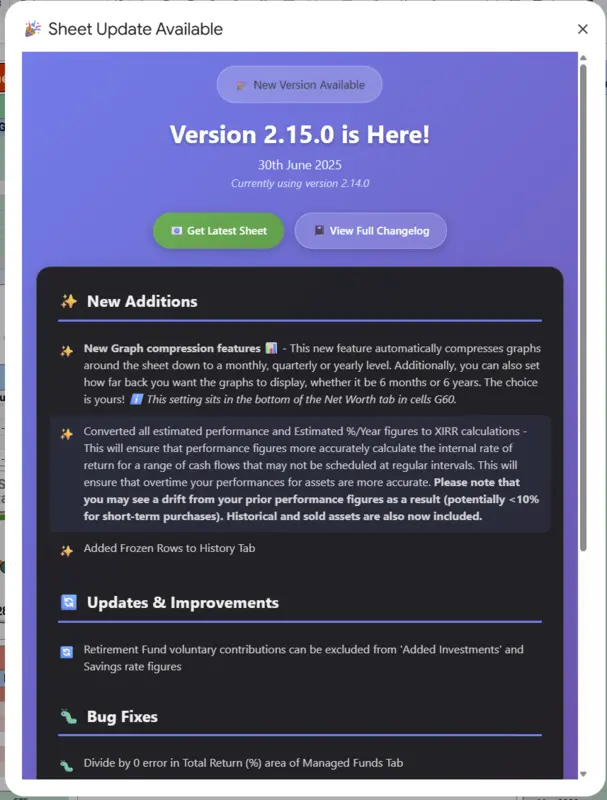 Sheet Update Available
New Version Available
Version 2.15.0 is Here!
30th June 2025
Currently using version 2.14.0
Get Latest Sheet
View Full Changelog
New Additions
New Graph compression features - This new feature automatically compresses graphs
around the sheet down to a monthly, quarterly or yearly level. Additionally, you can also set
how far back you want the graphs to display, whether it be 6 months or 6 years. The choice
is yours! This setting sits in the bottom of the Net Worth tab in cells G60.
Converted all estimated performance and Estimated %/Year figures to XIRR calculations -
This will ensure that performance figures more accurately calculate the internal rate of
return for a range of cash flows that may not be scheduled at regular intervals. This will
ensure that overtime your performances for assets are more accurate. Please note that
you may see a drift from your prior performance figures as a result (potentially <10%
for short-term purchases). Historical and sold assets are also now included.
Added Frozen Rows to History Tab
Updates & Improvements
Retirement Fund voluntary contributions can be excluded from 'Added Investments' and
Savings rate figures
Bug Fixes
Divide by 0 error in Total Return (%) area of Managed Funds Tab